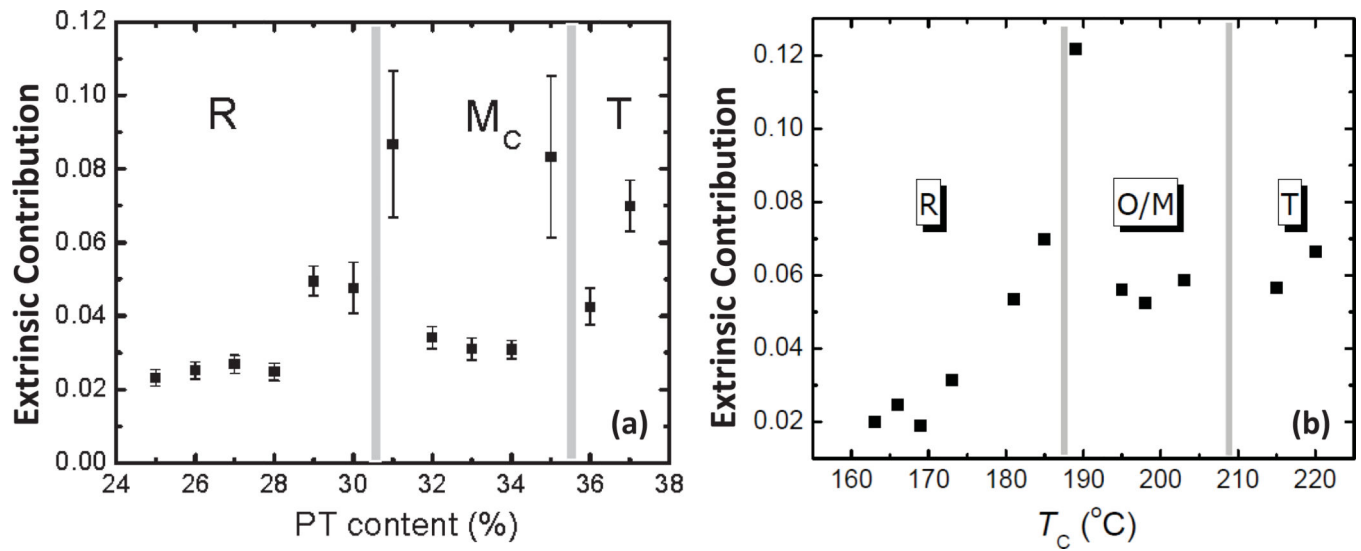 Extrinsic Contribution
0.12
0.10
0.08
0.06
0.04
0.02
0.00
R
M_C
T
(a)
24 26 28 30 32 34 36 38
PT content (%)
Extrinsic Contribution
0.12
0.10
0.08
0.06
0.04
0.02
R
O/M
T
(b)
160 170 180 190 200 210 220
T_C (°C)